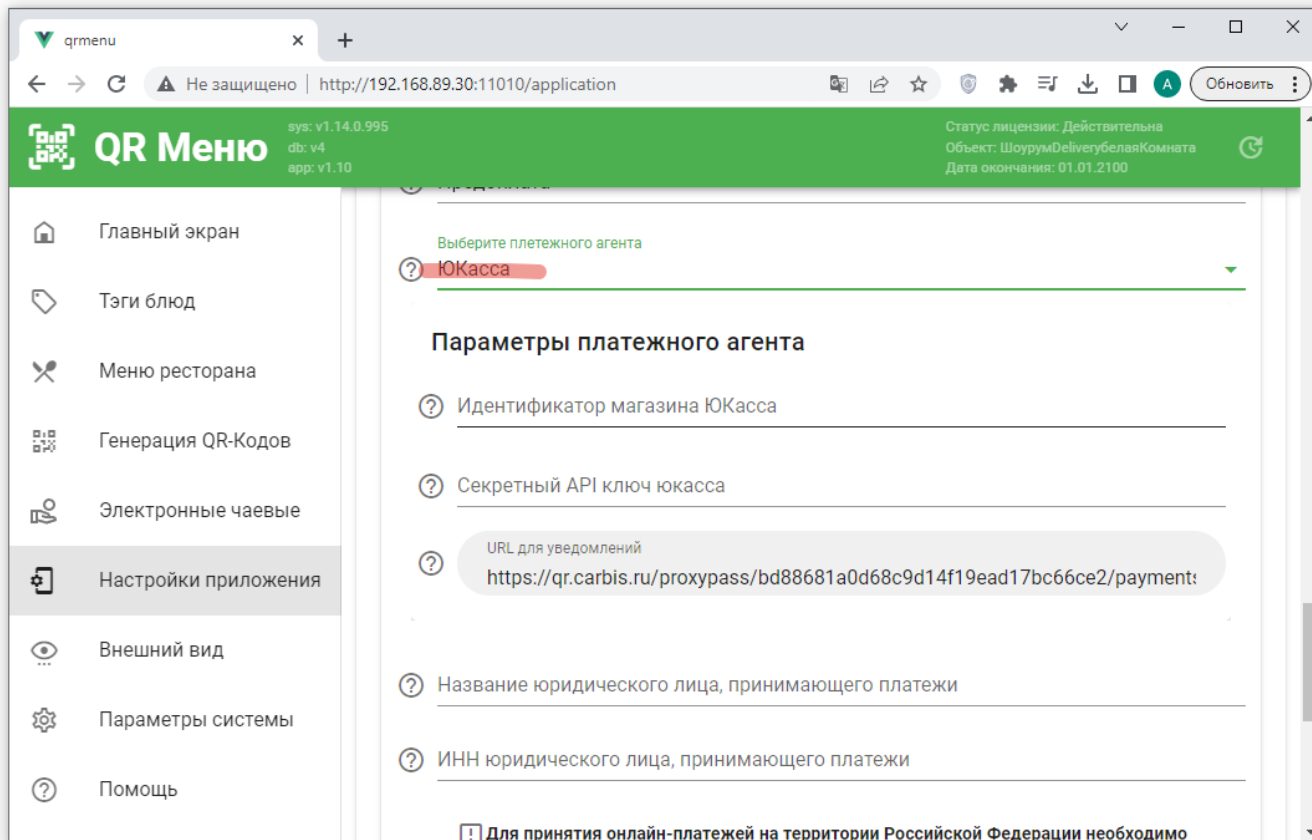 qrmenu
Не защищено
http://192.168.89.30:11010/application
Обновить
A
QR Меню
sys: v1.14.0.995
db: v4
app: v1.10
Статус лицензии: Действительна
Объект: ШоурумDeliveryбелаяКомната
Дата окончания: 01.01.2100
Главный экран
Тэги блюд
Меню ресторана
Генерация QR-Кодов
Электронные чаевые
Настройки приложения
Внешний вид
Параметры системы
Помощь
Выберите плетежного агента
ЮКасса
Параметры платежного агента
Идентификатор магазина ЮКасса
Секретный API ключ юкасса
URL для уведомлений
https://qr.carbis.ru/proxypass/bd88681a0d68c9d14f19ead17bc66ce2/payments
Название юридического лица, принимающего платежи
ИНН юридического лица, принимающего платежи
Для принятия онлайн-платежей на территории Российской Федерации необходимо